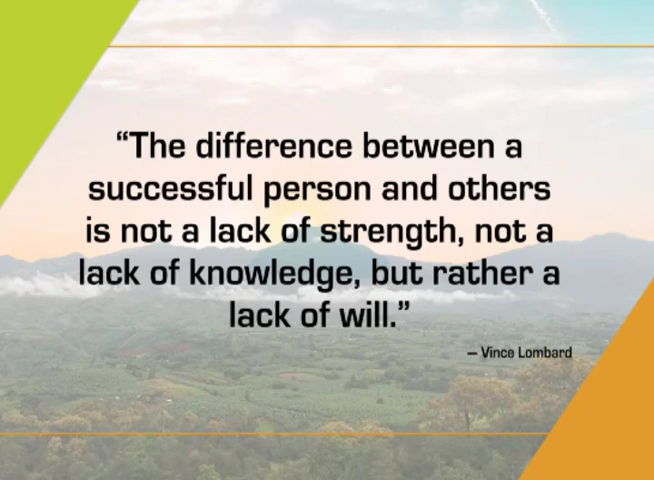 “The difference between a
successful person and others
is not a lack of strength, not a
lack of knowledge, but rather a
lack of will.”
– Vince Lombard